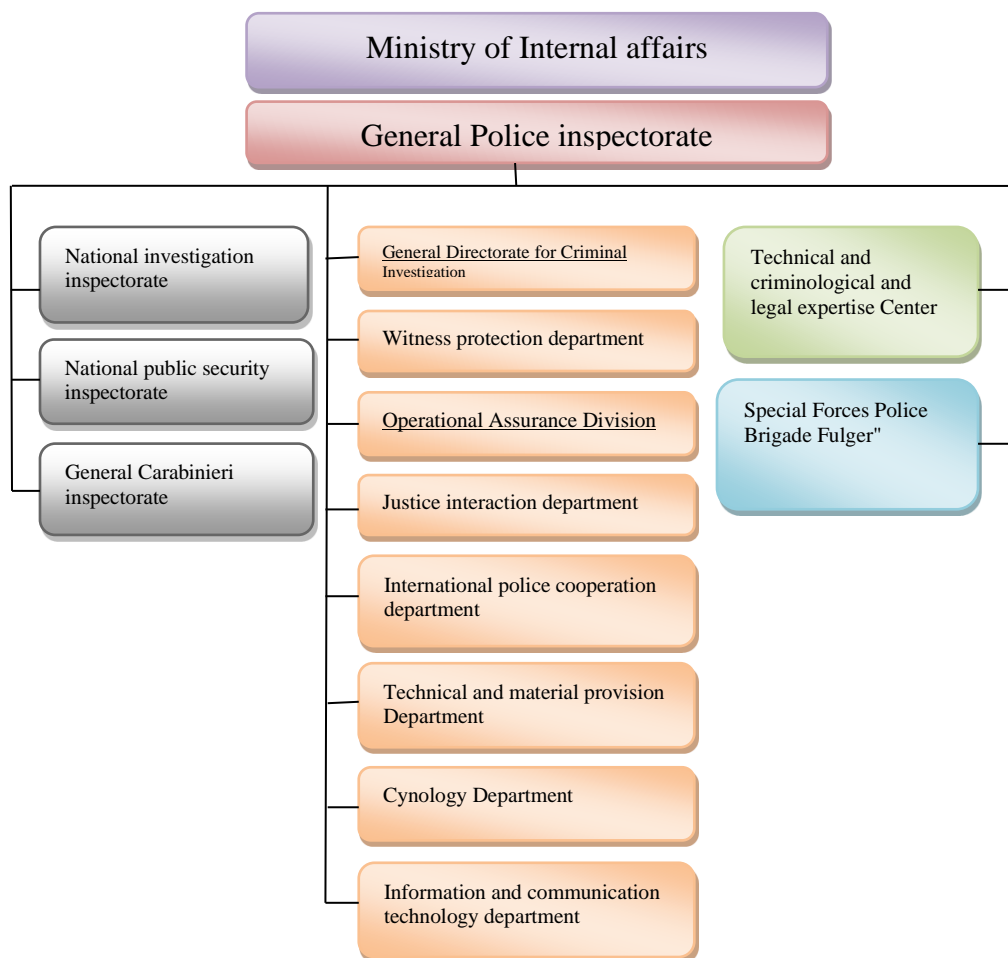 Ministry of Internal affairs
General Police inspectorate
National investigation
inspectorate
National public security
inspectorate
General Carabinieri
inspectorate
General Directorate for Criminal
Investigation
Witness protection department
Operational Assurance Division
Justice interaction department
International police cooperation
department
Technical and material provision
Department
Cynology Department
Information and communication
technology department
Technical and
criminological and
legal expertise Center
Special Forces Police
Brigade Fulger"